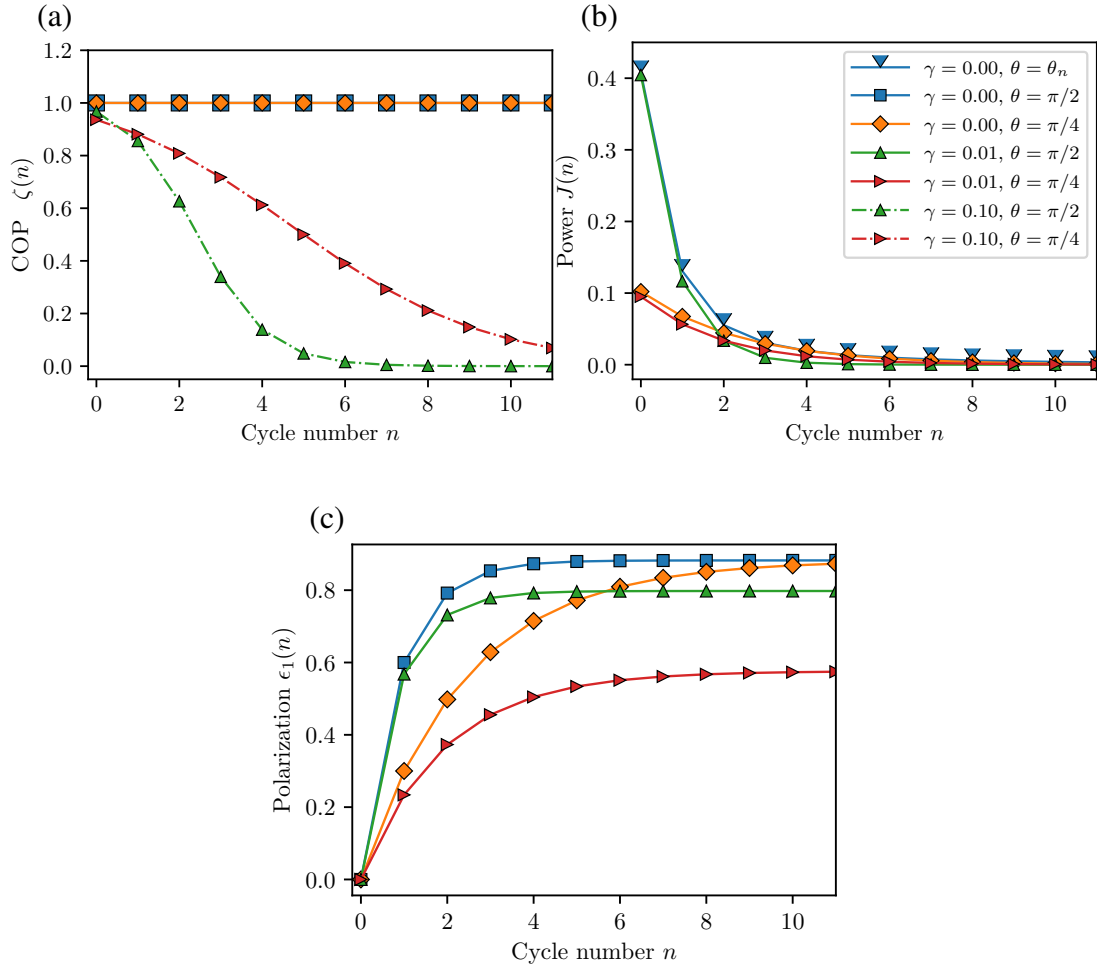 (a)
1.2
1.0
0.8
0.6
0.4
0.2
0.0
COP ζ(n)
0 2 4 6 8 10
Cycle number n
(b)
0.4
0.3
0.2
0.1
0.0
Power J(n)
γ = 0.00, θ = θₙ
γ = 0.00, θ = π/2
γ = 0.00, θ = π/4
γ = 0.01, θ = π/2
γ = 0.01, θ = π/4
γ = 0.10, θ = π/2
γ = 0.10, θ = π/4
0 2 4 6 8 10
Cycle number n
(c)
0.8
0.6
0.4
0.2
0.0
Polarization ϵ₁(n)
0 2 4 6 8 10
Cycle number n